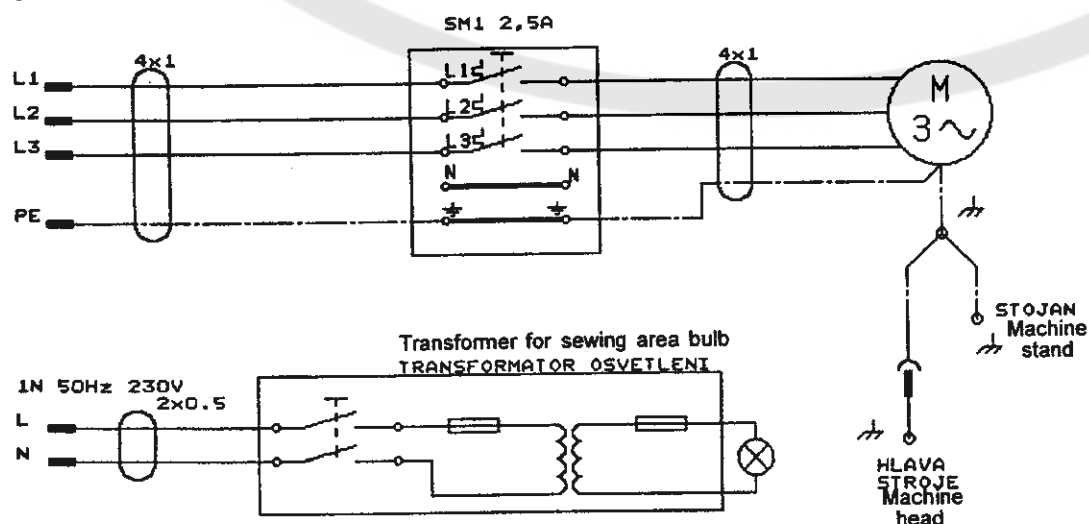 SM1 2,5A
4x1
4x1
L1
L1
L2
L2
L3
L3
N
N
PE
M
3~
STOJAN
Machine
stand
Transformer for sewing area bulb
TRANSFORMATOR OSVETLENI
1N 50Hz 230V
2x0.5
L
N
HLAVA
STROJE
Machine
head